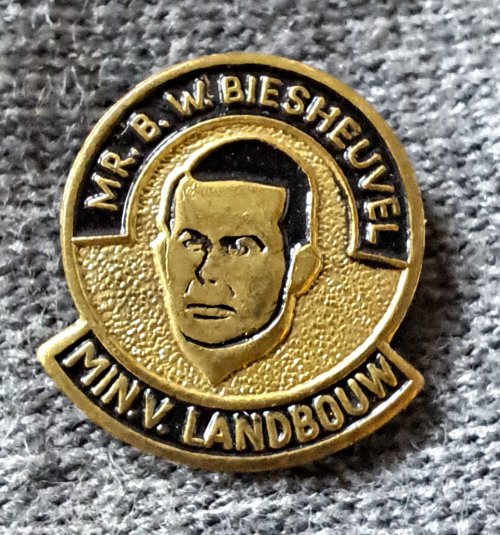 MR. B. W. BIESHEUVEL
MIN. V. LANDBOUW